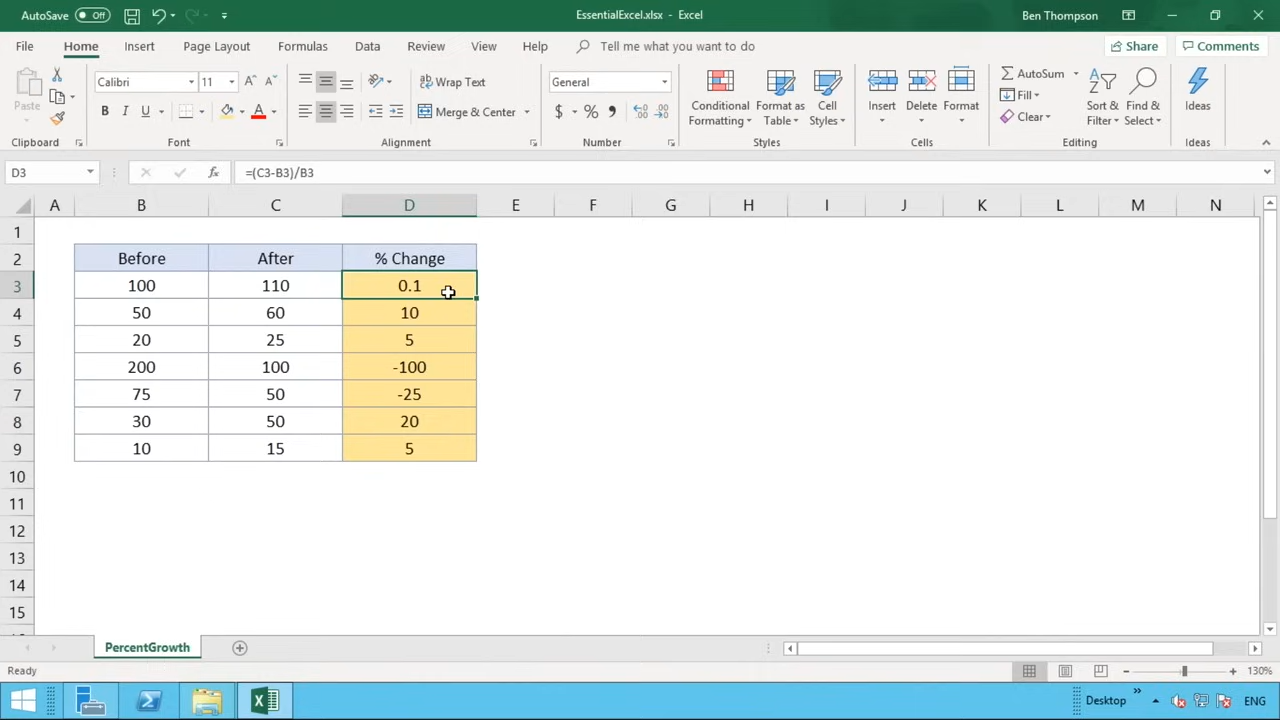 AutoSave Off EssentialExcel.xlsx - Excel Ben Thompson
File Home Insert Page Layout Formulas Data Review View Help Tell me what you want to do Share Comments
Paste Calibri 11 A A Wrap Text General Conditional Formatting Format as Table Cell Styles Insert Delete Format AutoSum Fill Clear Sort & Filter Find & Select Ideas
B I U A Merge & Center $ % ,
Clipboard Font Alignment Number Styles Cells Editing Ideas
D3 fx =(C3-B3)/B3
A B C D E F G H I J K L M N
1
2 Before After % Change
3 100 110 0.1
4 50 60 10
5 20 25 5
6 200 100 -100
7 75 50 -25
8 30 50 20
9 10 15 5
10
11
12
13
14
15
PercentGrowth
Ready 130%
Desktop ENG